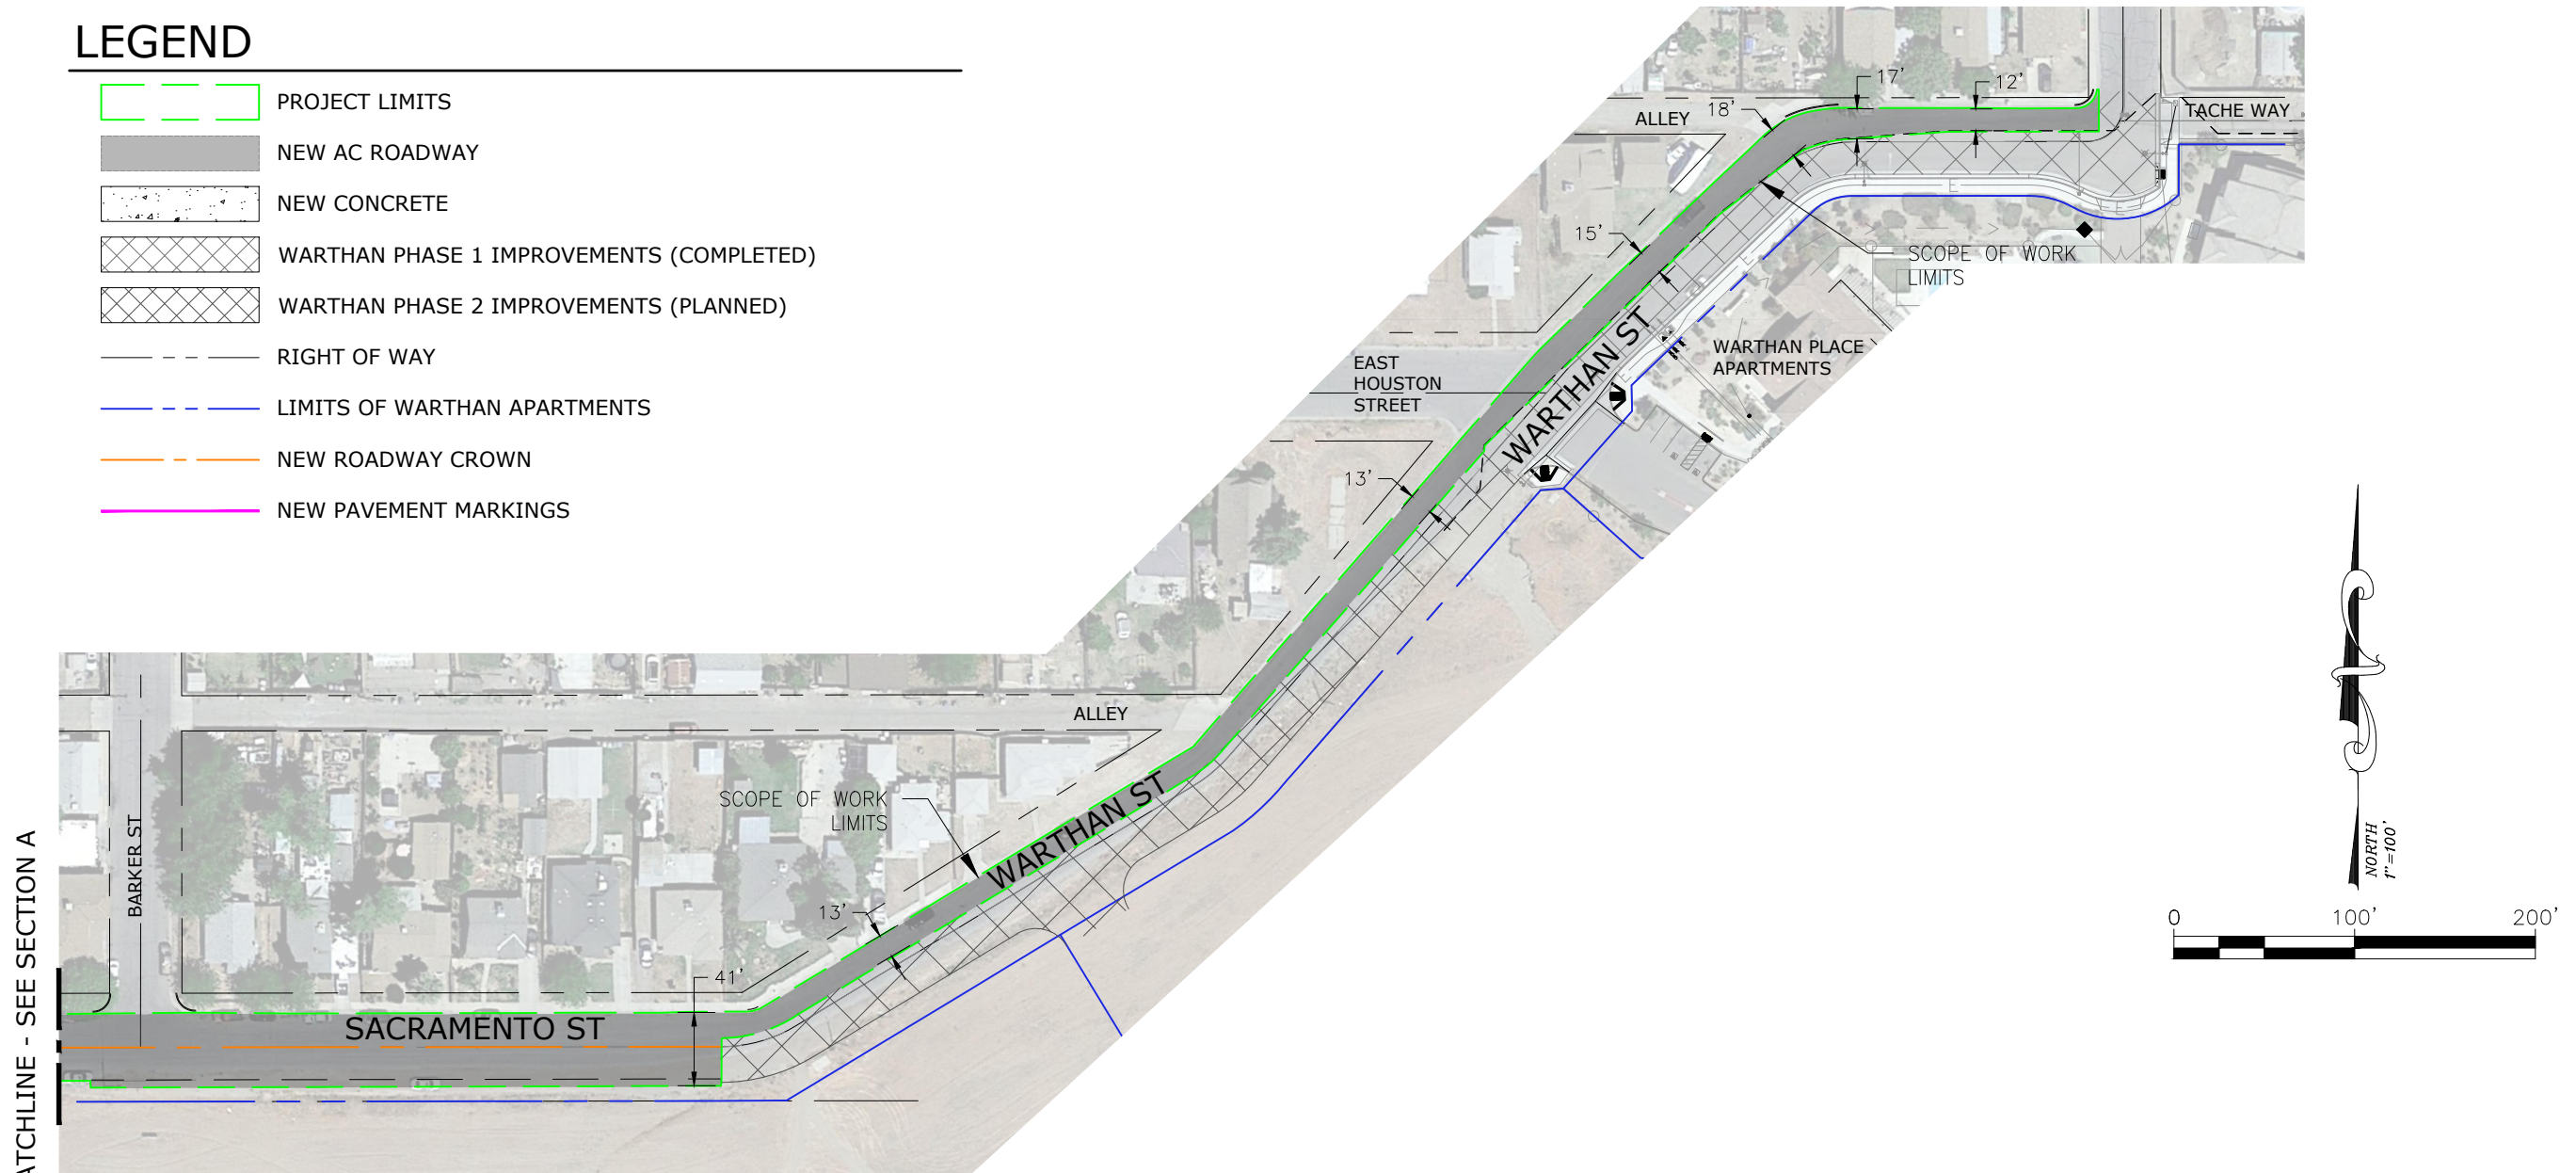 LEGEND
PROJECT LIMITS
NEW AC ROADWAY
NEW CONCRETE
WARTHAN PHASE 1 IMPROVEMENTS (COMPLETED)
WARTHAN PHASE 2 IMPROVEMENTS (PLANNED)
RIGHT OF WAY
LIMITS OF WARTHAN APARTMENTS
NEW ROADWAY CROWN
NEW PAVEMENT MARKINGS
17'
12'
18'
ALLEY
TACHE WAY
E
15'
SCOPE OF WORK
LIMITS
WARTHAN ST
WARTHAN PLACE
APARTMENTS
EAST
HOUSTON
STREET
13'
ALLEY
SCOPE OF WORK
LIMITS
WARTHAN ST
BARKER ST
13'
41'
SACRAMENTO ST
ATCHLINE - SEE SECTION A
NORTH
1"=100'
0 100' 200'